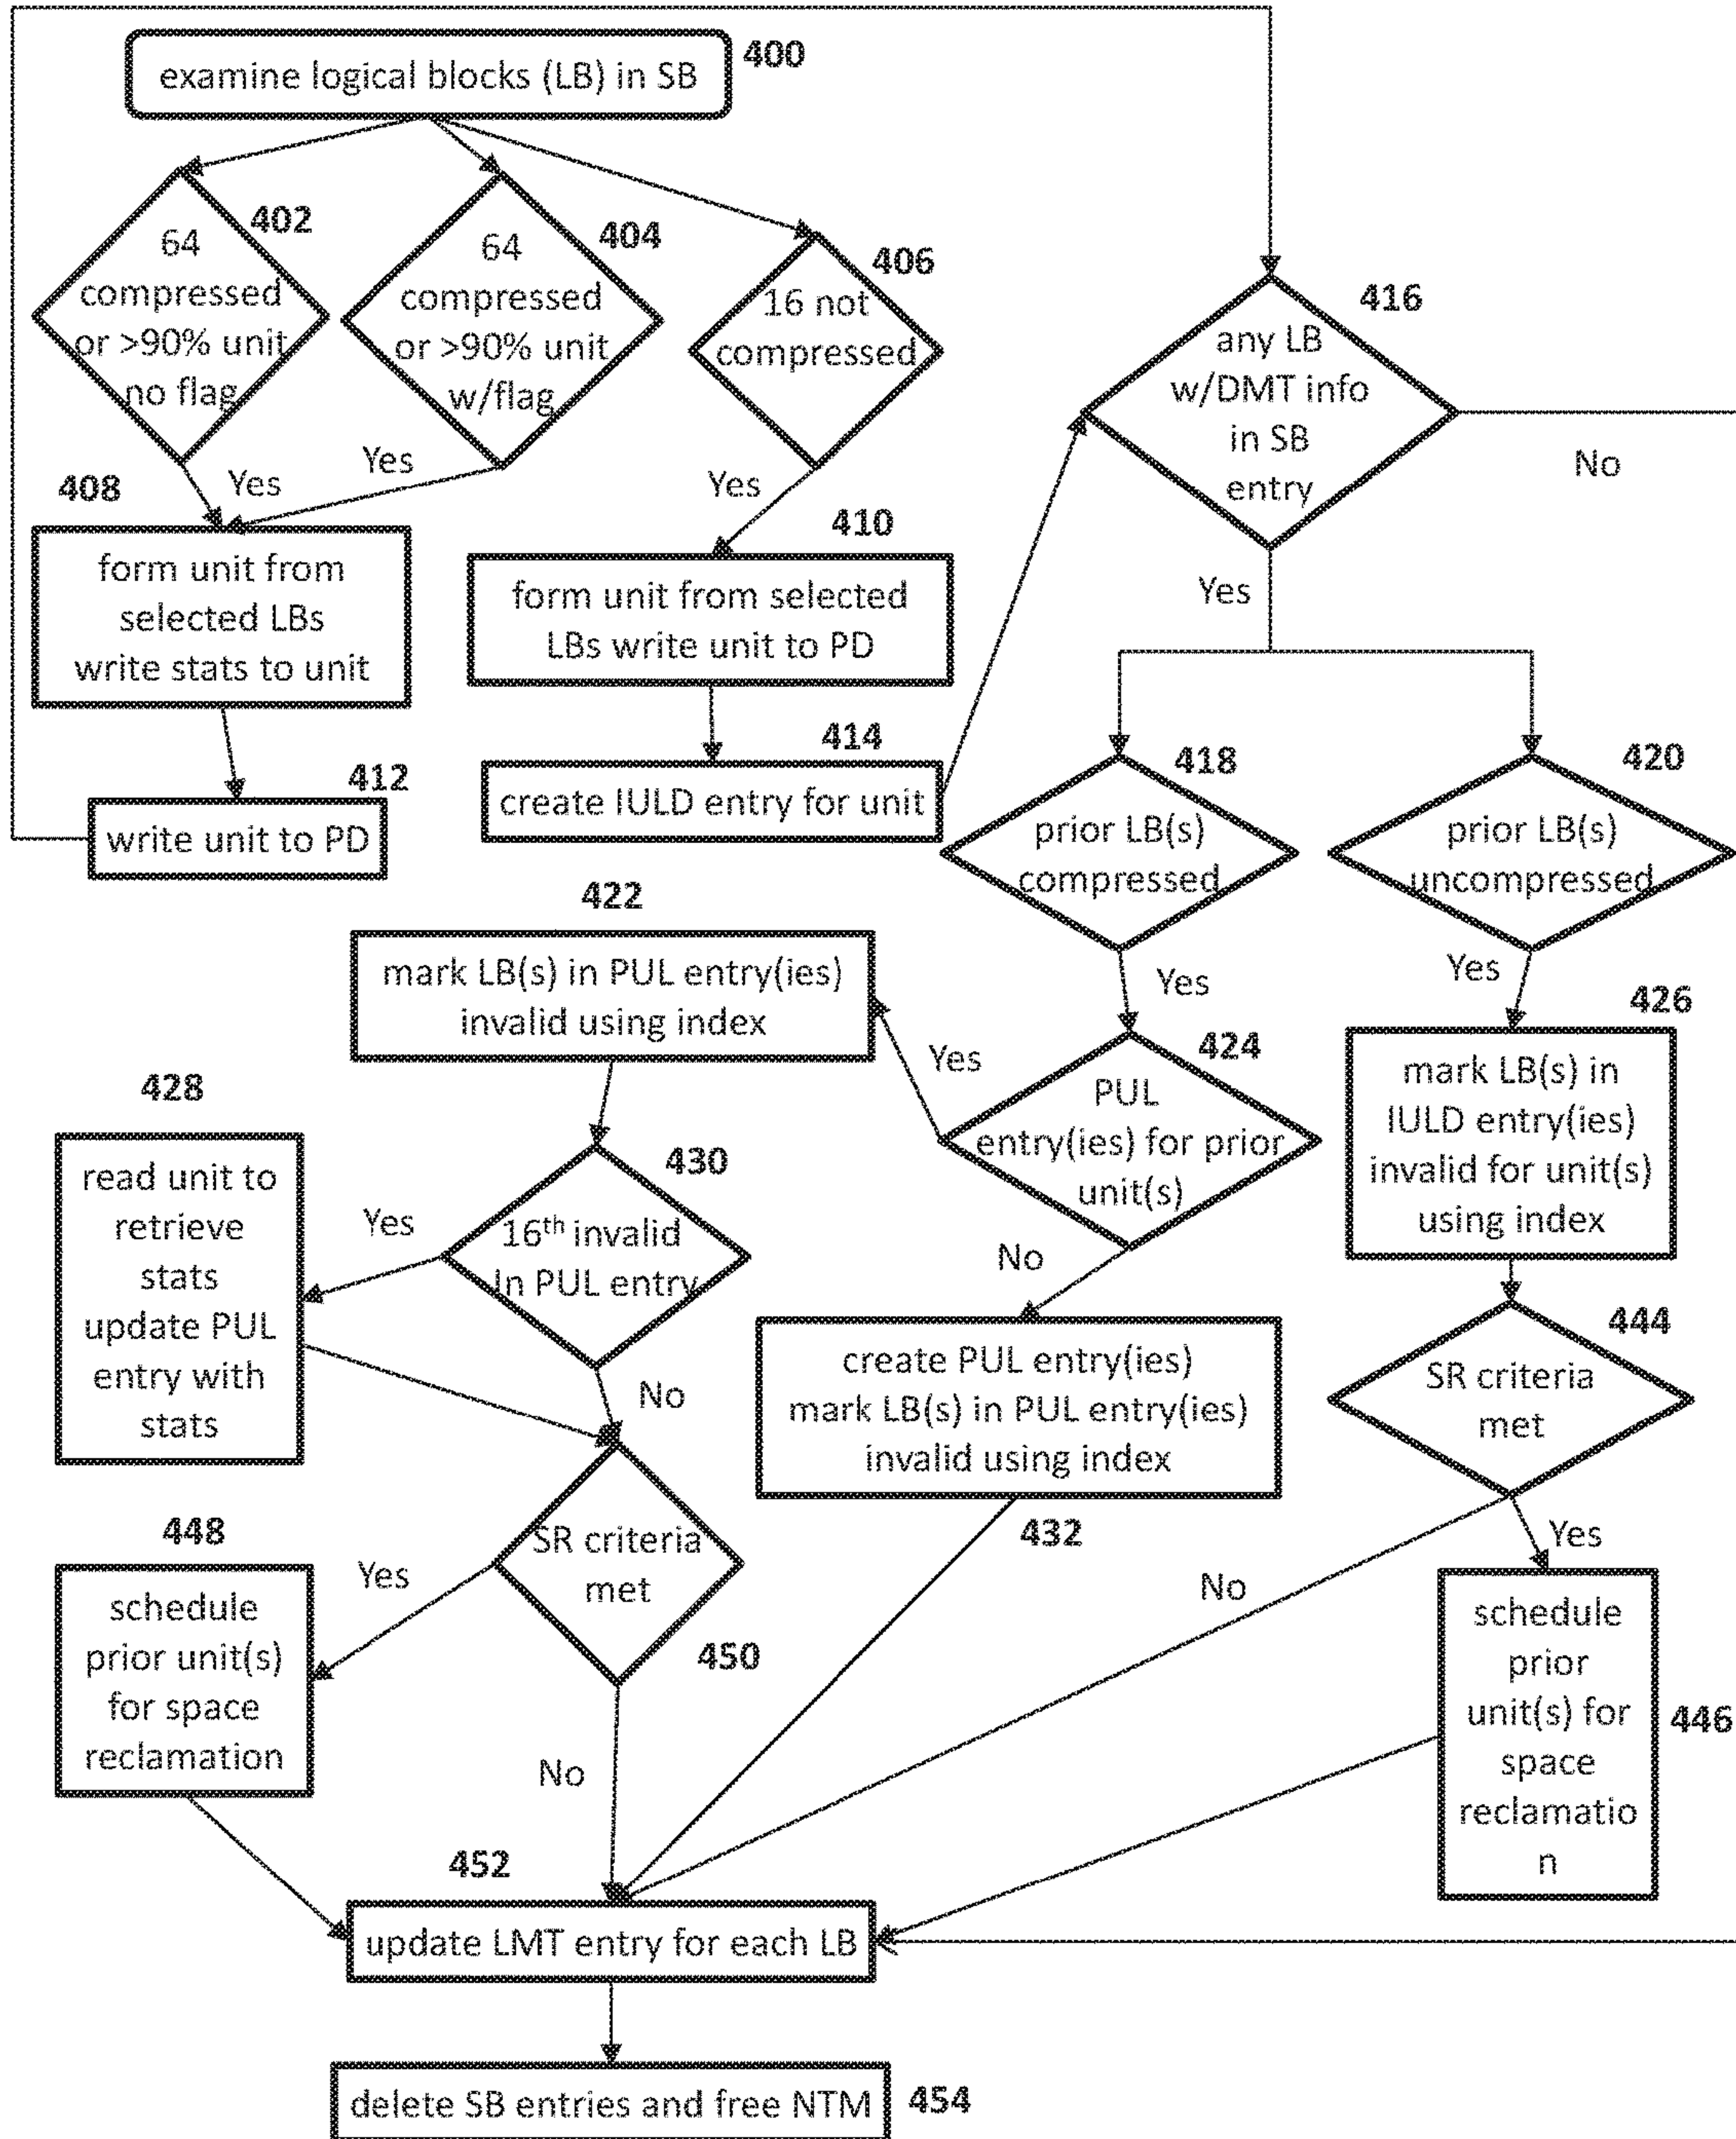 examine logical blocks (LB) in SB
400
64
compressed
or >90% unit
no flag
402
64
compressed
or >90% unit
w/flag
404
16 not
compressed
406
any LB
w/DMT info
in SB
entry
416
No
Yes
Yes
Yes
Yes
408
form unit from
selected LBs
write stats to unit
410
form unit from selected
LBs write unit to PD
412
write unit to PD
414
create IULD entry for unit
418
prior LB(s)
compressed
420
prior LB(s)
uncompressed
Yes
Yes
422
mark LB(s) in PUL entry(ies)
invalid using index
Yes
424
PUL
entry(ies) for prior
unit(s)
No
426
mark LB(s) in
IULD entry(ies)
invalid for unit(s)
using index
428
read unit to
retrieve
stats
update PUL
entry with
stats
Yes
430
16th invalid
In PUL entry
No
create PUL entry(ies)
mark LB(s) in PUL entry(ies)
invalid using index
432
444
SR criteria
met
No
Yes
448
schedule
prior unit(s)
for space
reclamation
Yes
SR criteria
met
450
No
schedule
prior
unit(s) for
space
reclamatio
n
446
452
update LMT entry for each LB
delete SB entries and free NTM
454